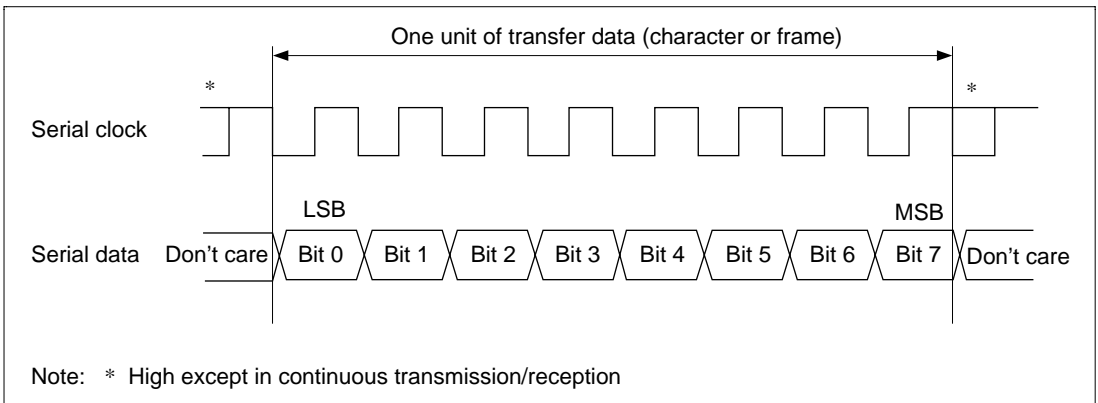 One unit of transfer data (character or frame)
* *
Serial clock
LSB MSB
Serial data Don't care Bit 0 Bit 1 Bit 2 Bit 3 Bit 4 Bit 5 Bit 6 Bit 7 Don't care
Note: * High except in continuous transmission/reception